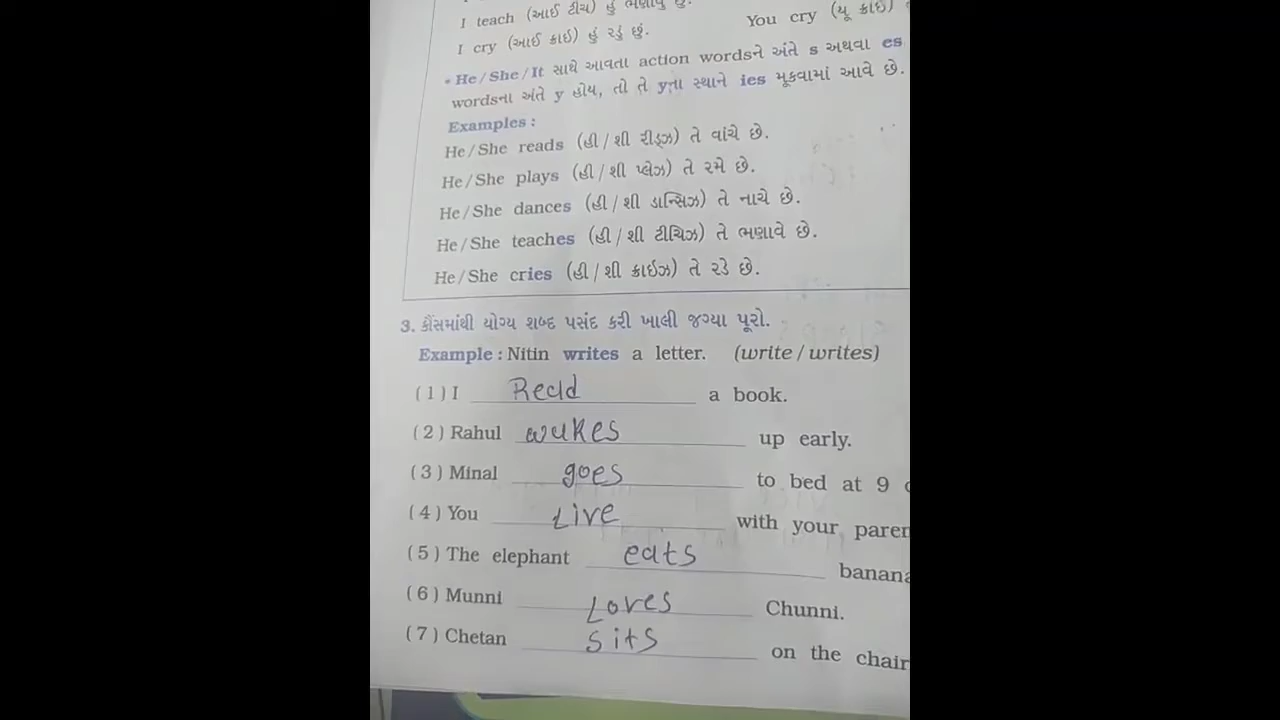 I teach (આઈ ટીચ) હું ભણાવું છું.
You cry (યૂ ક્રાઈ)
I cry (આઈ ક્રાઈ) હું રડું છું.
• He/She/It સાથે આવતા action wordsને અંતે s અથવા es
wordsના અંતે y હોય, તો તે yના સ્થાને ies મૂકવામાં આવે છે.
Examples :
He/She reads (હી/શી રીડ્ઝ) તે વાંચે છે.
He/She plays (હી/શી પ્લેઝ) તે રમે છે.
He/She dances (હી/શી ડાન્સિઝ) તે નાચે છે.
He/She teaches (હી/શી ટીચિઝ) તે ભણાવે છે.
He/She cries (હી/શી ક્રાઇઝ) તે રડે છે.
3. કૌંસમાંથી યોગ્ય શબ્દ પસંદ કરી ખાલી જગ્યા પૂરો.
Example : Nitin writes a letter. (write/writes)
(1) I Read a book.
(2) Rahul wakes up early.
(3) Minal goes to bed at 9
(4) You Live with your
(5) The elephant eats
(6) Munni Loves Chunni.
(7) Chetan sits on the chair